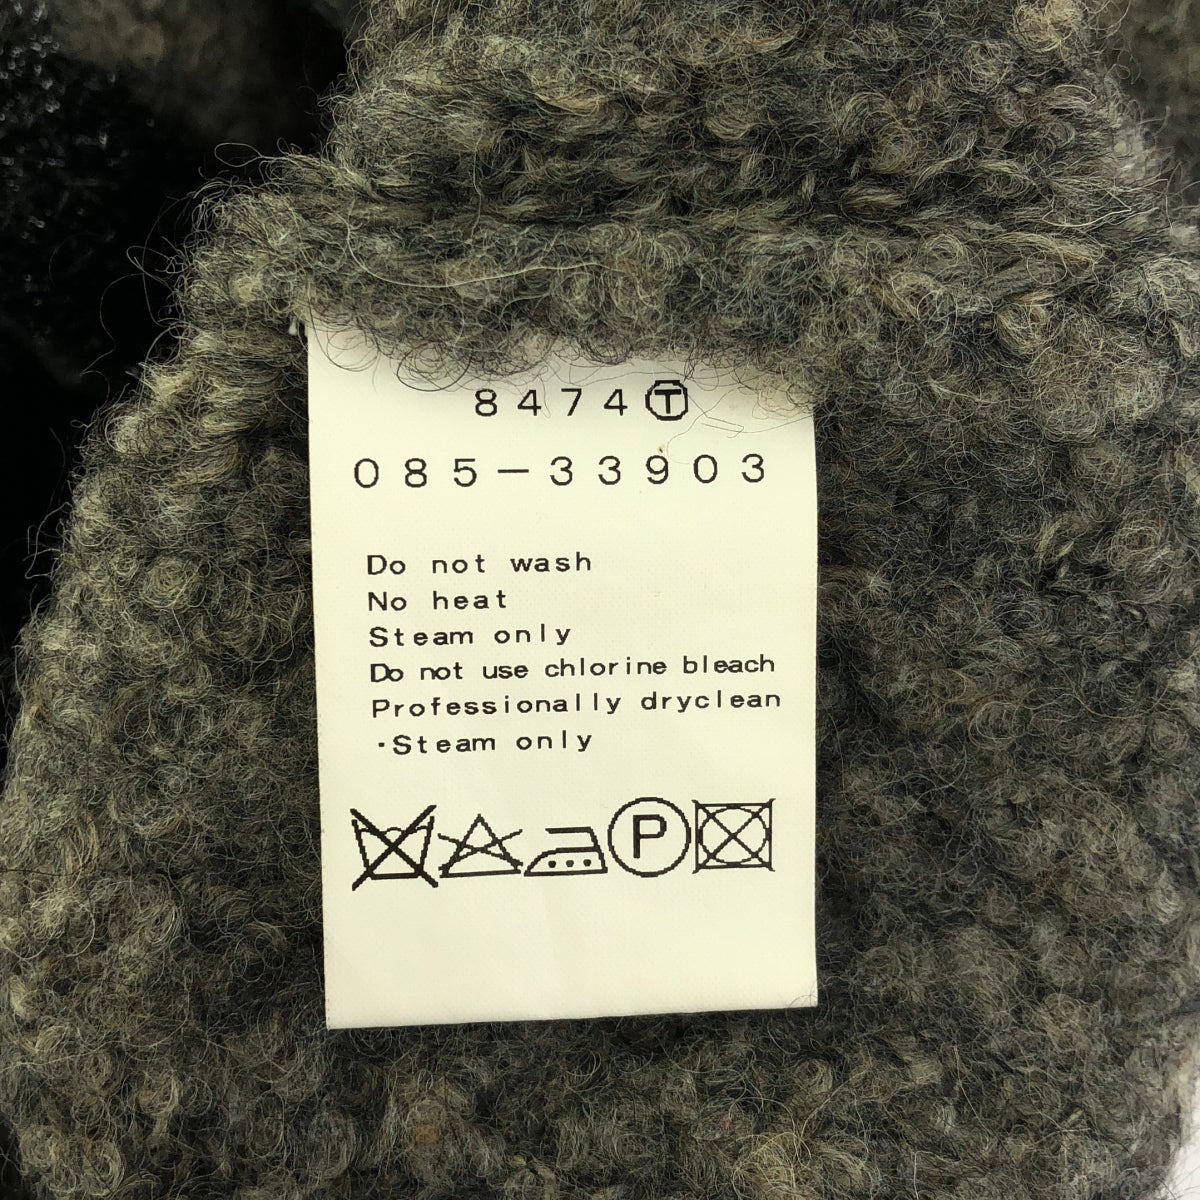 8474Ⓣ
085-33903
Do not wash
No heat
Steam only
Do not use chlorine bleach
Professionally dryclean
・Steam only
P